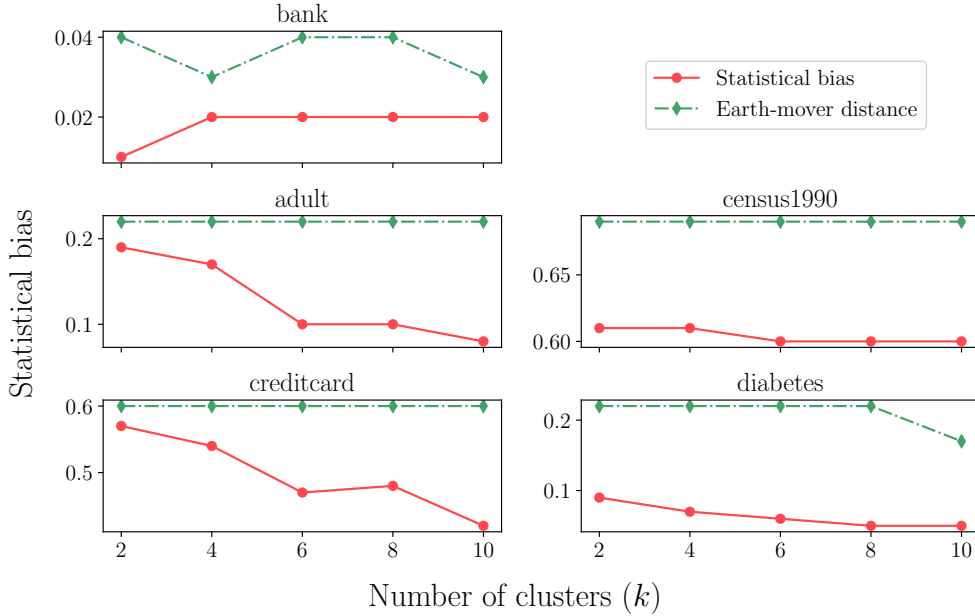 bank
0.04
0.02
Statistical bias
Earth-mover distance
Statistical bias
adult
0.2
0.1
census1990
0.65
0.60
creditcard
0.6
0.5
2 4 6 8 10
diabetes
0.2
0.1
2 4 6 8 10
Number of clusters (k)